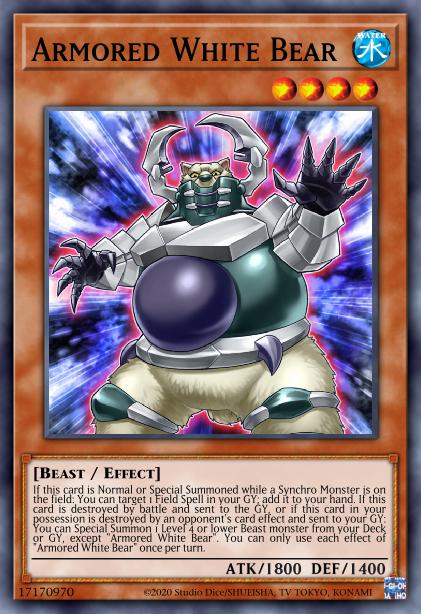 ARMORED WHITE BEAR
WATER
水
[BEAST / EFFECT]
If this card is Normal or Special Summoned while a Synchro Monster is on
the field: You can target 1 Field Spell in your GY; add it to your hand. If this
card is destroyed by battle and sent to the GY, or if this card in your
possession is destroyed by an opponent's card effect and sent to your GY:
You can Special Summon 1 Level 4 or lower Beast monster from your Deck
or GY, except "Armored White Bear". You can only use each effect of
"Armored White Bear" once per turn.
ATK/1800 DEF/1400
17170970
©2020 Studio Dice/SHUEISHA, TV TOKYO, KONAMI